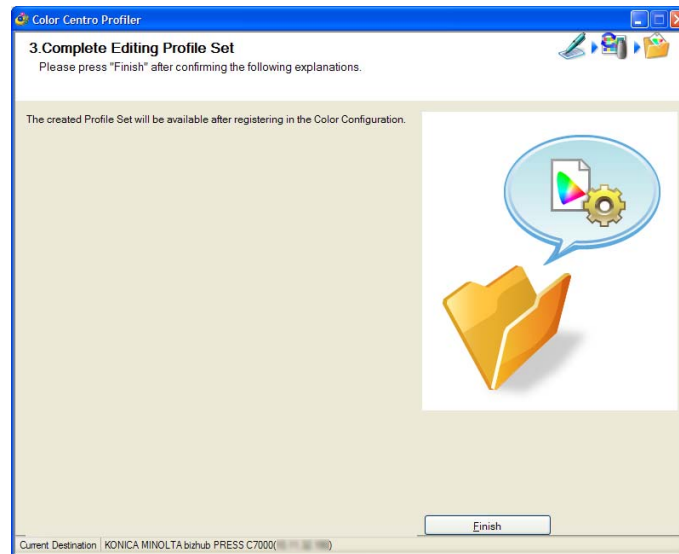 Color Centro Profiler
3.Complete Editing Profile Set
Please press "Finish" after confirming the following explanations.
The created Profile Set will be available after registering in the Color Configuration.
Finish
Current Destination KONICA MINOLTA bizhub PRESS C7000( )